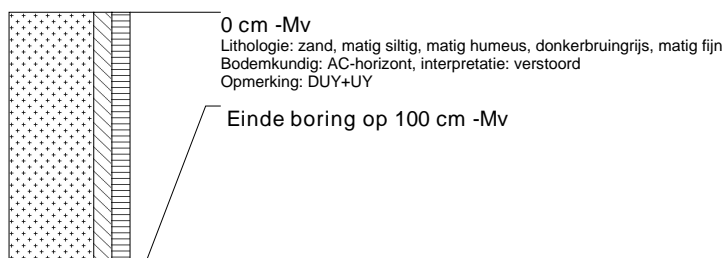 0 cm -Mv
Lithologie: zand, matig siltig, matig humeus, donkerbruingrijs, matig fijn
Bodemkundig: AC-horizont, interpretatie: verstoord
Opmerking: DUY+UY
Einde boring op 100 cm -Mv